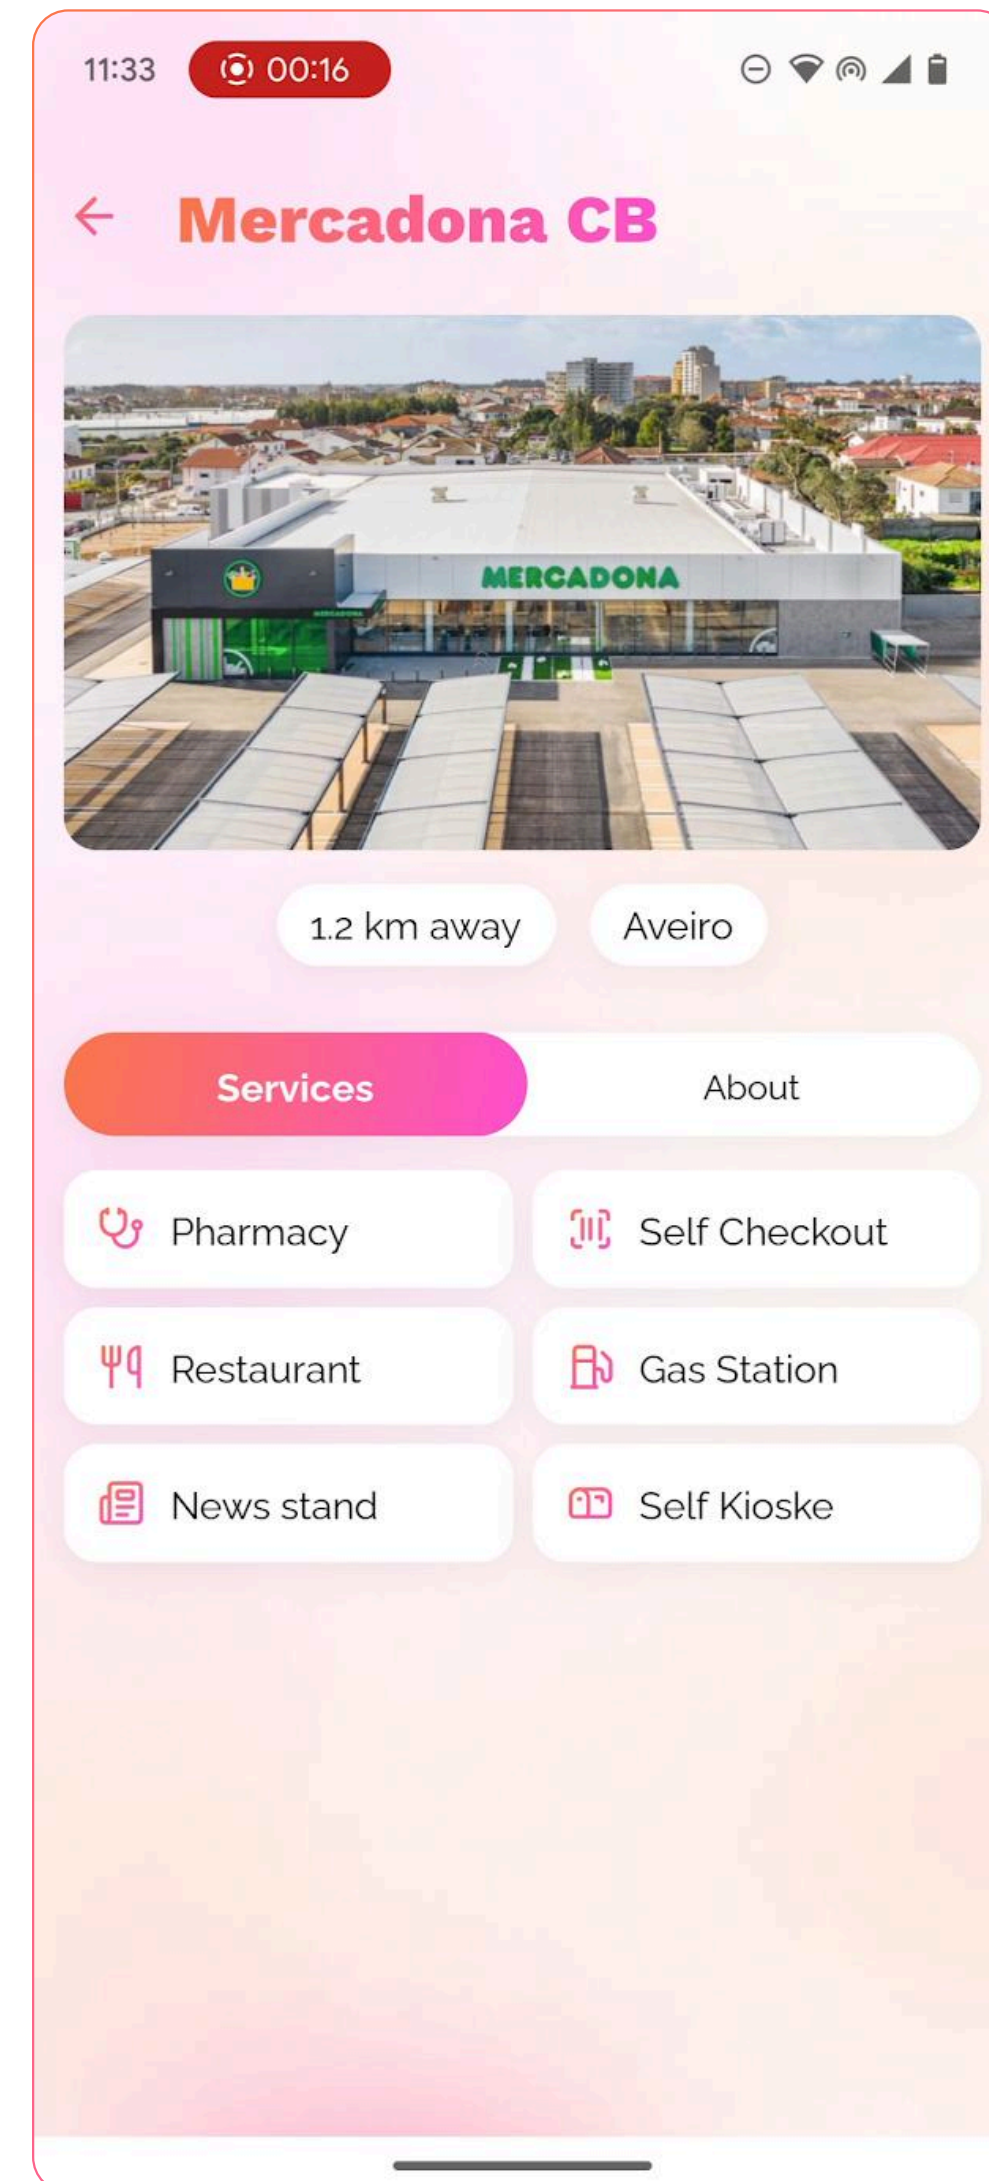 11:33 00:16
Mercadona CB
MERCADONA
MERCADONA
1.2 km away Aveiro
Services About
Pharmacy Self Checkout
Restaurant Gas Station
News stand Self Kioske